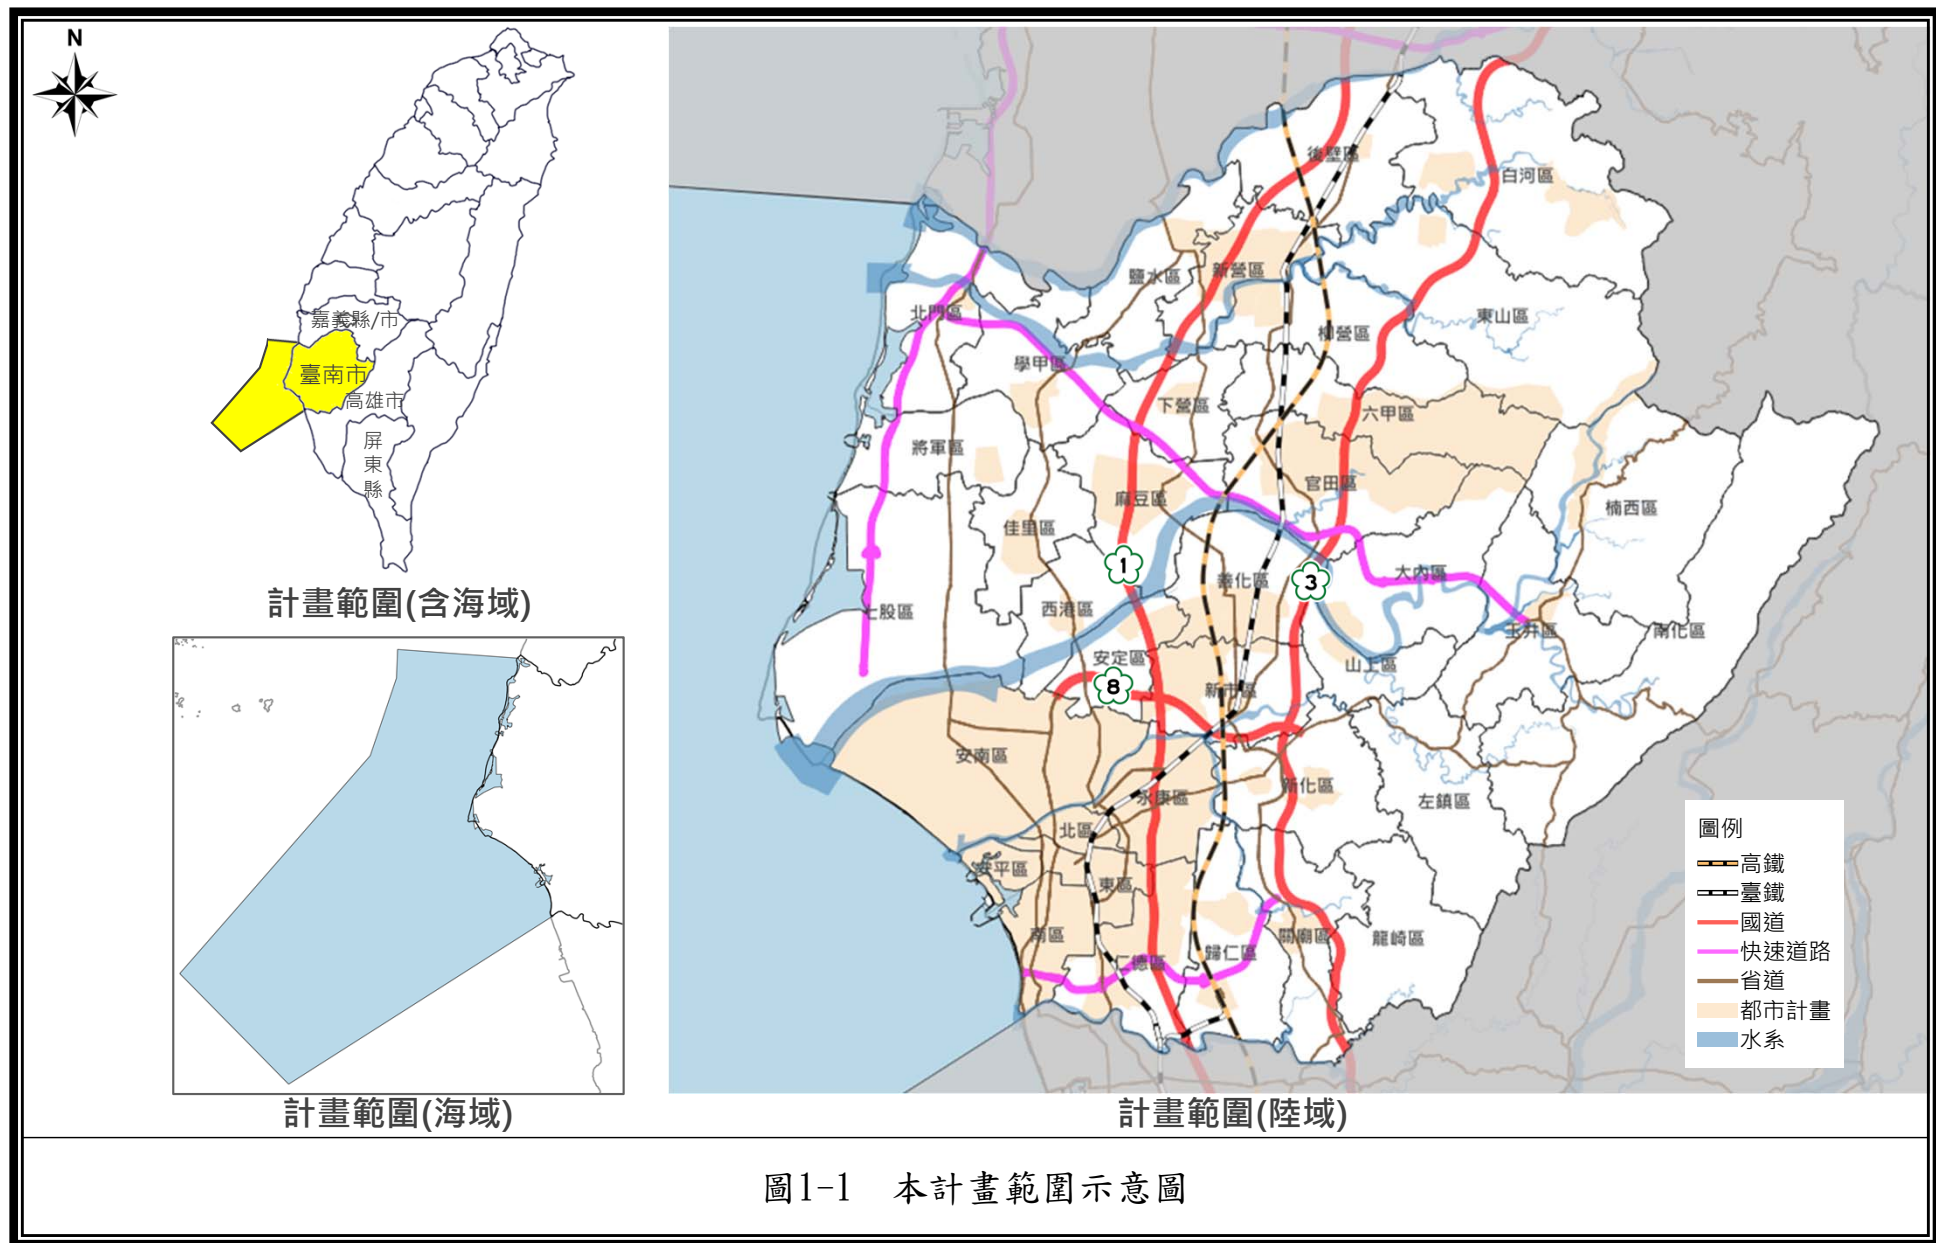 N
嘉義縣/市
臺南市
高雄市
屏
東
縣
計畫範圍(含海域)
計畫範圍(海域)
後壁區
白河區
鹽水區
新營區
北門區
東山區
柳營區
學甲區
下營區
六甲區
將軍區
官田區
麻豆區
楠西區
佳里區
1
善化區
3
大內區
七股區
西港區
玉井區
南化區
安定區
山上區
8
新市區
安南區
永康區
新化區
左鎮區
北區
安平區
東區
南區
仁德區
歸仁區
關廟區
龍崎區
圖例
高鐵
臺鐵
國道
快速道路
省道
都市計畫
水系
計畫範圍(陸域)
圖1-1 本計畫範圍示意圖